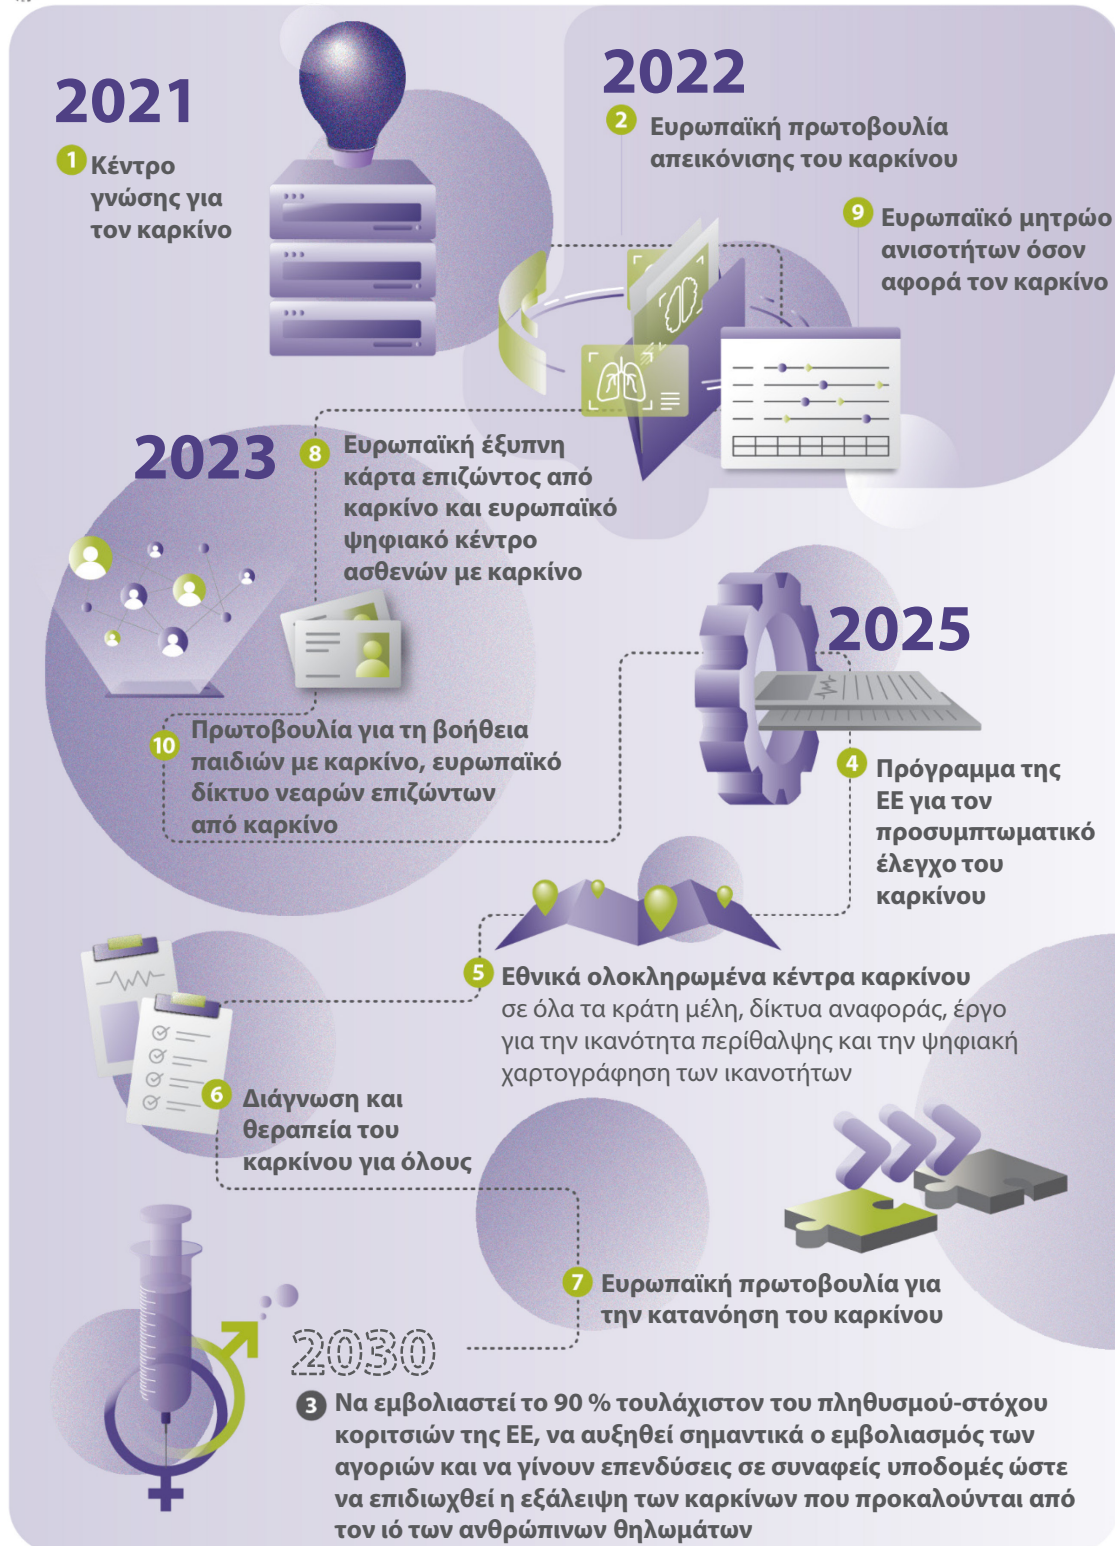 2021
1 Κέντρο
γνώσης για
τον καρκίνο
2022
2 Ευρωπαϊκή πρωτοβουλία
απεικόνισης του καρκίνου
9 Ευρωπαϊκό μητρώο
ανισοτήτων όσον
αφορά τον καρκίνο
2023
8 Ευρωπαϊκή έξυπνη
κάρτα επιζώντος από
καρκίνο και ευρωπαϊκό
ψηφιακό κέντρο
ασθενών με καρκίνο
10 Πρωτοβουλία για τη βοήθεια
παιδιών με καρκίνο, ευρωπαϊκό
δίκτυο νεαρών επιζώντων
από καρκίνο
2025
4 Πρόγραμμα της
ΕΕ για τον
προσυμπτωματικό
έλεγχο του
καρκίνου
5 Εθνικά ολοκληρωμένα κέντρα καρκίνου
σε όλα τα κράτη μέλη, δίκτυα αναφοράς, έργο
για την ικανότητα περίθαλψης και την ψηφιακή
χαρτογράφηση των ικανοτήτων
6 Διάγνωση και
θεραπεία του
καρκίνου για όλους
7 Ευρωπαϊκή πρωτοβουλία για
την κατανόηση του καρκίνου
2030
3 Να εμβολιαστεί το 90 % τουλάχιστον του πληθυσμού-στόχου
κοριτσιών της ΕΕ, να αυξηθεί σημαντικά ο εμβολιασμός των
αγοριών και να γίνουν επενδύσεις σε συναφείς υποδομές ώστε
να επιδιωχθεί η εξάλειψη των καρκίνων που προκαλούνται από
τον ιό των ανθρώπινων θηλωμάτων